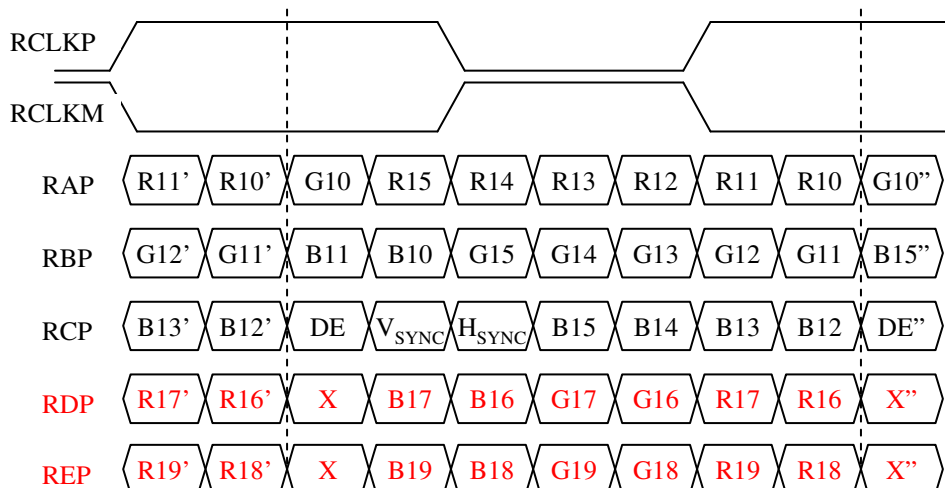 RCLKP
RCLKM
RAP R11’ R10’ G10 R15 R14 R13 R12 R11 R10 G10”
RBP G12’ G11’ B11 B10 G15 G14 G13 G12 G11 B15”
RCP B13’ B12’ DE VSYNC HSYNC B15 B14 B13 B12 DE”
RDP R17’ R16’ X B17 B16 G17 G16 R17 R16 X”
REP R19’ R18’ X B19 B18 G19 G18 R19 R18 X”